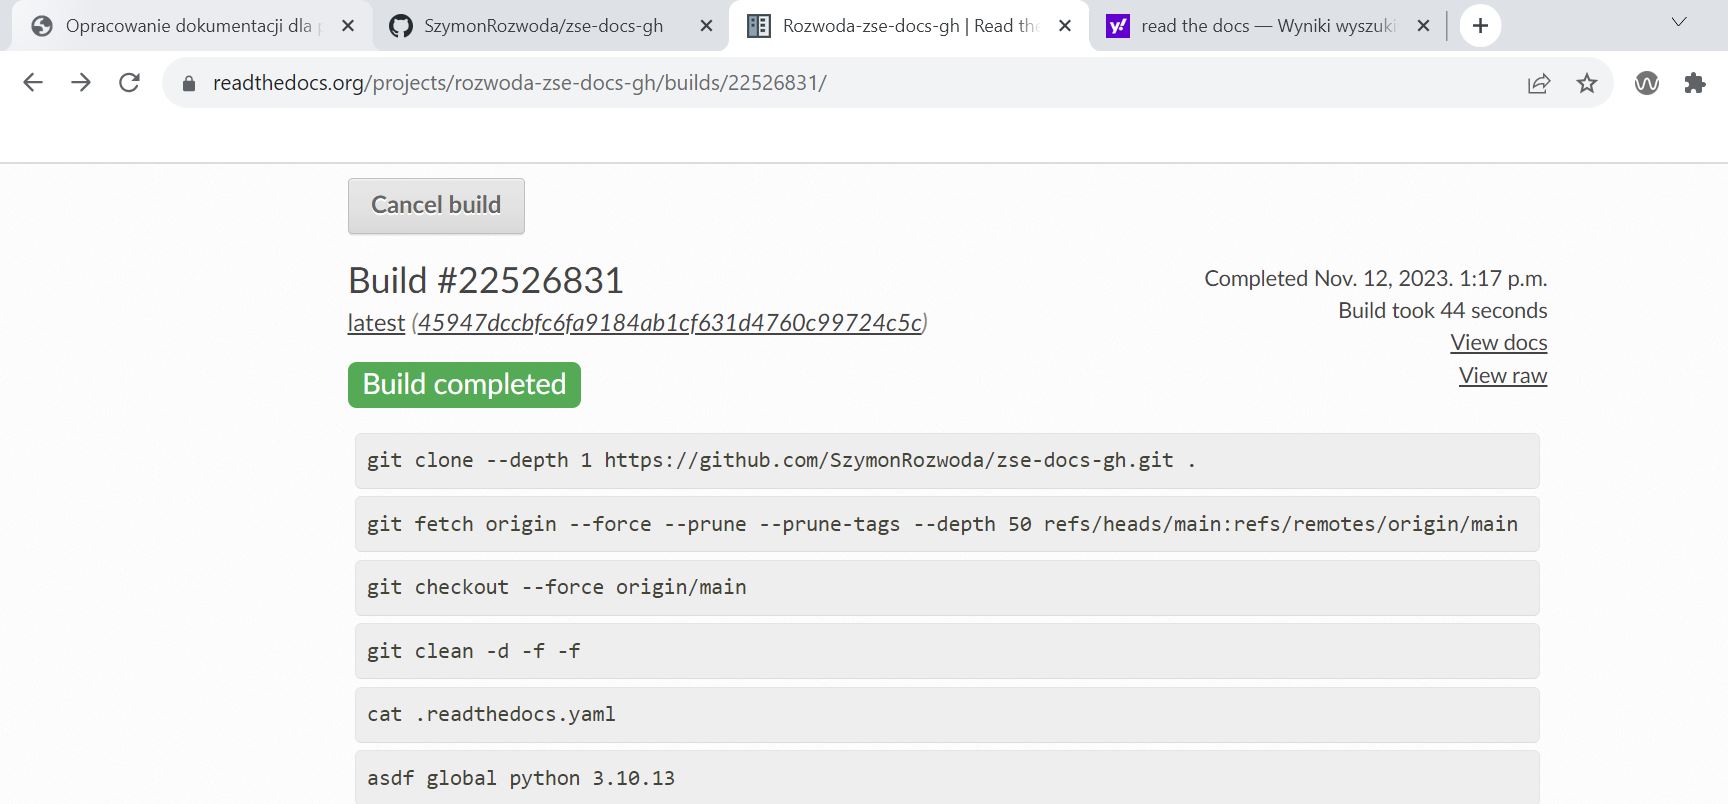 Opracowanie dokumentacji dla
SzymonRozwoda/zse-docs-gh
Rozwoda-zse-docs-gh | Read the
read the docs — Wyniki wyszuki
readthedocs.org/projects/rozwoda-zse-docs-gh/builds/22526831/
Cancel build
Build #22526831
Completed Nov. 12, 2023. 1:17 p.m.
latest (45947dccbfc6fa9184ab1cf631d4760c99724c5c)
Build took 44 seconds
View docs
View raw
Build completed
git clone --depth 1 https://github.com/SzymonRozwoda/zse-docs-gh.git .
git fetch origin --force --prune --prune-tags --depth 50 refs/heads/main:refs/remotes/origin/main
git checkout --force origin/main
git clean -d -f -f
cat .readthedocs.yaml
asdf global python 3.10.13